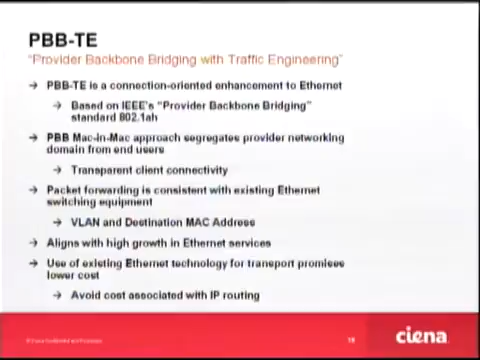 PBB-TE
"Provider Backbone Bridging with Traffic Engineering"
→ PBB-TE is a connection-oriented enhancement to Ethernet
→ Based on IEEE's "Provider Backbone Bridging"
standard 802.1ah
→ PBB Mac-in-Mac approach segregates provider networking
domain from end users
→ Transparent client connectivity
→ Packet forwarding is consistent with existing Ethernet
switching equipment
→ VLAN and Destination MAC Address
→ Aligns with high growth in Ethernet services
→ Use of existing Ethernet technology for transport promises
lower cost
→ Avoid cost associated with IP routing
ciena